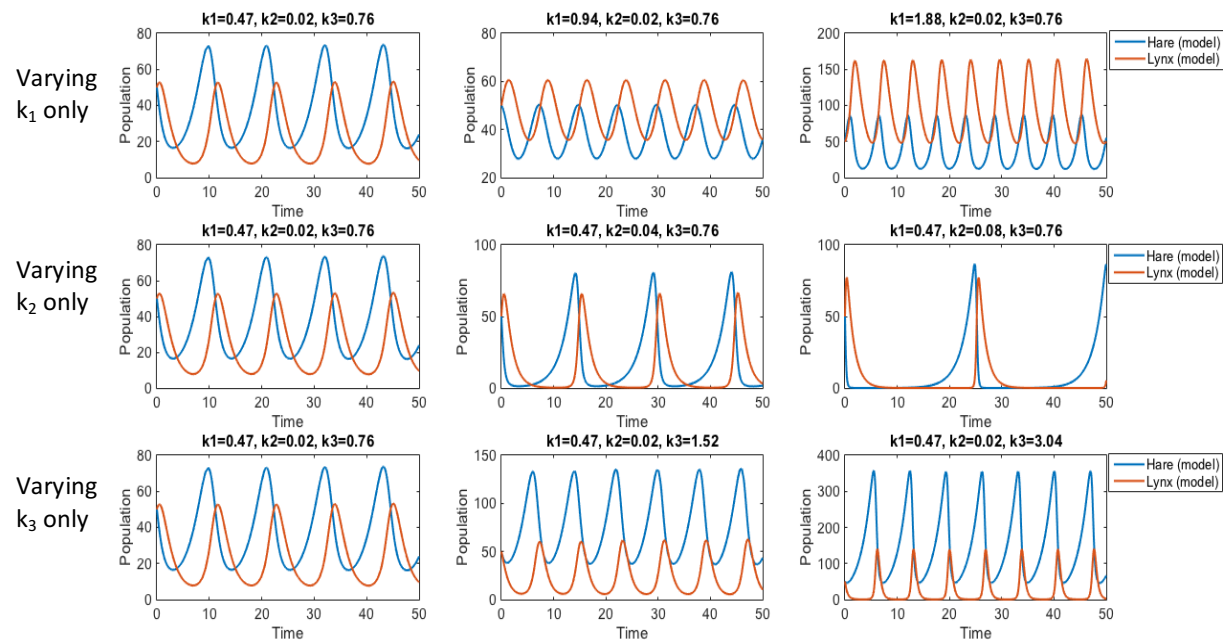 k1=0.47, k2=0.02, k3=0.76
k1=0.94, k2=0.02, k3=0.76
k1=1.88, k2=0.02, k3=0.76
Varying
k₁ only
Population
80
60
40
20
0
0 10 20 30 40 50
Time
Population
80
60
40
20
0 10 20 30 40 50
Time
Population
200
150
100
50
0
0 10 20 30 40 50
Time
Hare (model)
Lynx (model)
k1=0.47, k2=0.02, k3=0.76
k1=0.47, k2=0.04, k3=0.76
k1=0.47, k2=0.08, k3=0.76
Varying
k₂ only
Population
80
60
40
20
0
0 10 20 30 40 50
Time
Population
100
50
0
0 10 20 30 40 50
Time
Population
100
50
0
0 10 20 30 40 50
Time
Hare (model)
Lynx (model)
k1=0.47, k2=0.02, k3=0.76
k1=0.47, k2=0.02, k3=1.52
k1=0.47, k2=0.02, k3=3.04
Varying
k₃ only
Population
80
60
40
20
0
0 10 20 30 40 50
Time
Population
150
100
50
0
0 10 20 30 40 50
Time
Population
400
300
200
100
0
0 10 20 30 40 50
Time
Hare (model)
Lynx (model)